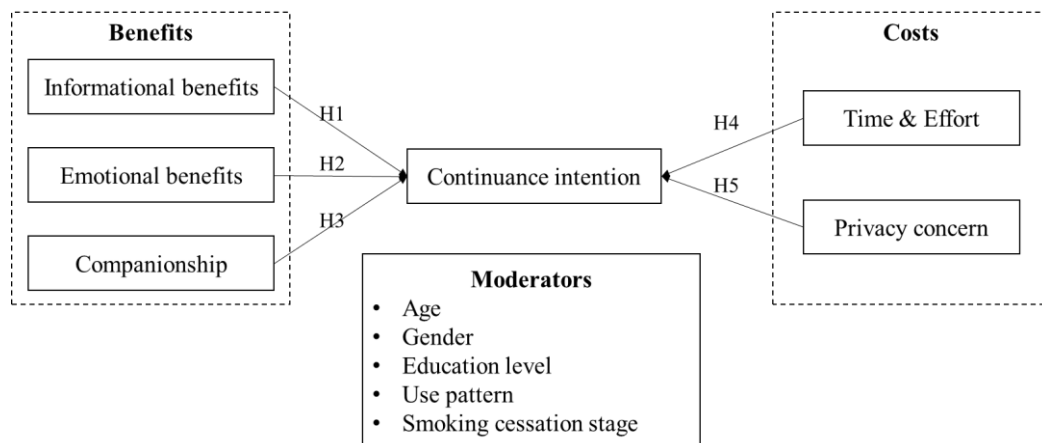 Benefits
Informational benefits
Emotional benefits
Companionship
H1
H2
H3
Continuance intention
Costs
H4
H5
Time & Effort
Privacy concern
Moderators
• Age
• Gender
• Education level
• Use pattern
• Smoking cessation stage